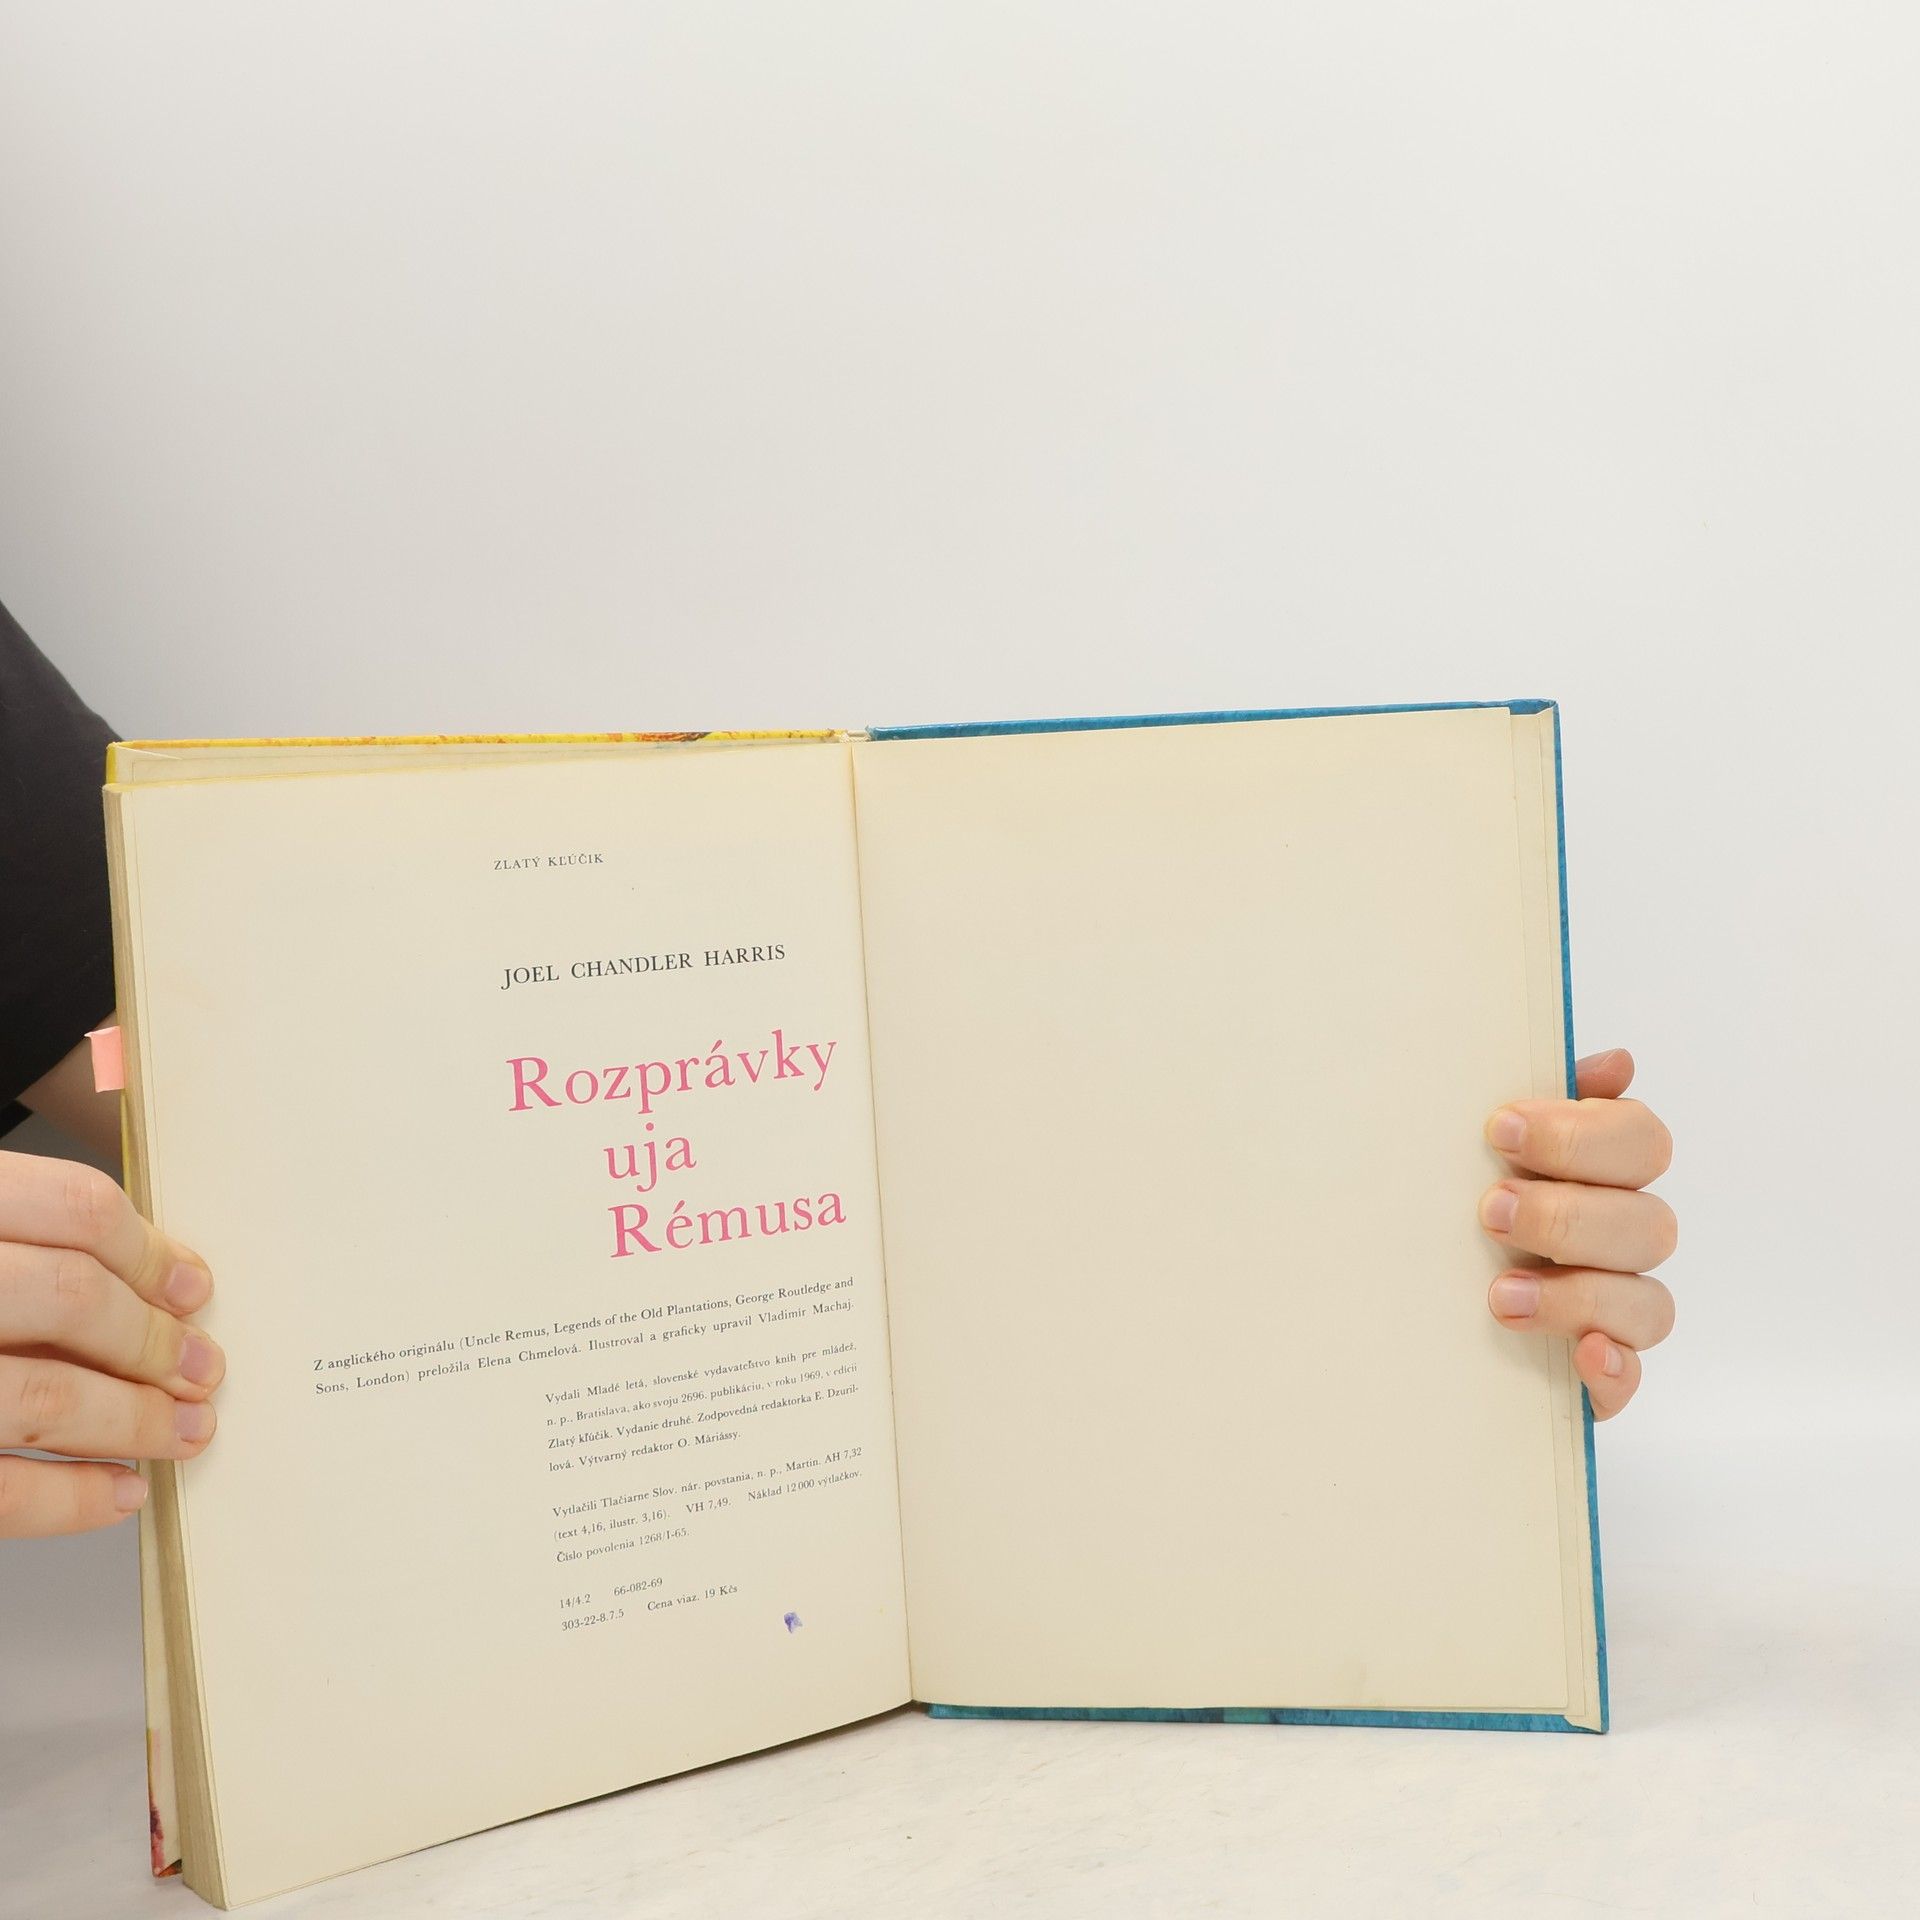 ZLATÝ KĽÚČIK
JOEL CHANDLER HARRIS
Rozprávky
uja
Rémusa
Z anglického originálu (Uncle Remus, Legends of the Old Plantations, George Routledge and
Sons, London) preložila Elena Chmelová. Ilustroval a graficky upravil Vladimír Machaj.
Vydali Mladé letá, slovenské vydavateľstvo kníh pre mládež,
n. p., Bratislava, ako svoju 2696. publikáciu, v roku 1969, v edícii
Zlatý kľúčik. Vydanie druhé. Zodpovedná redaktorka E. Dzuril-
lová. Výtvarný redaktor O. Máriássy.
Vytlačili Tlačiarne Slov. nár. povstania, n. p., Martin. AH 7,32
(text 4,16, ilustr. 3,16). VH 7,49. Náklad 12 000 výtlačkov.
Číslo povolenia 1268/I-65.
14/4.2 66-082-69
303-22-8.7.5 Cena viaz. 19 Kčs